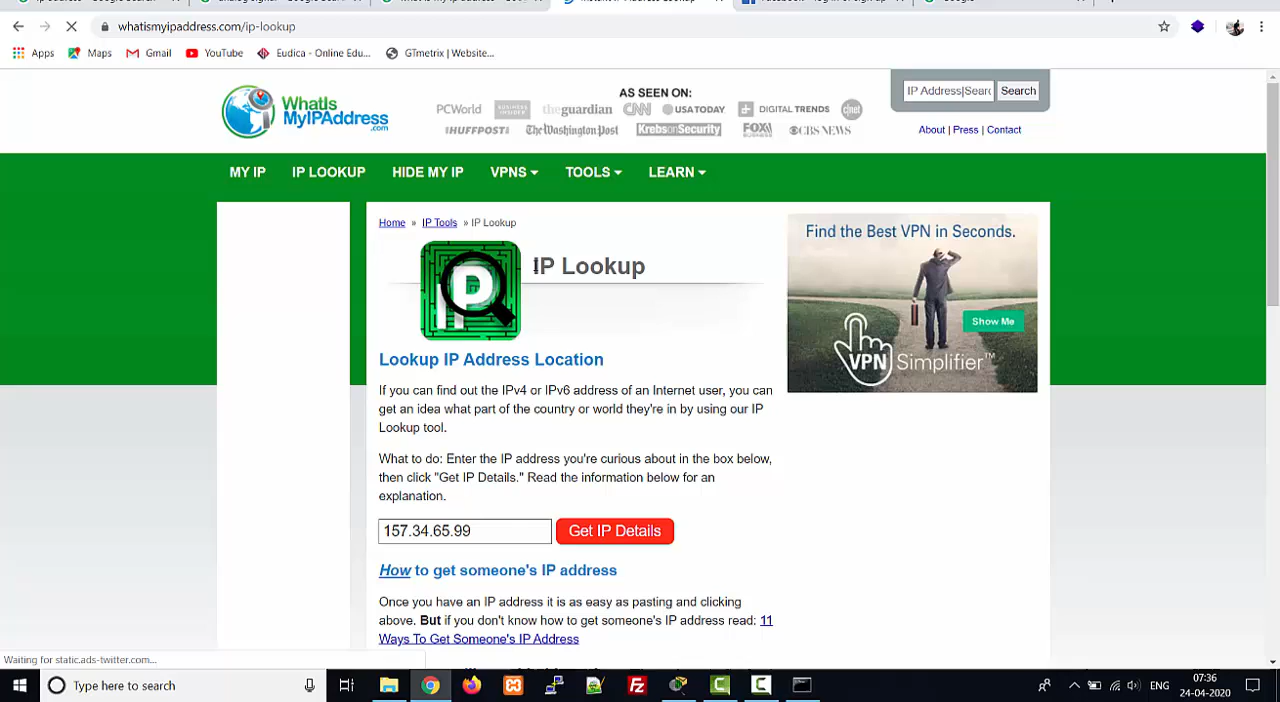 whatismyipaddress.com/ip-lookup
Apps Maps Gmail YouTube Eudica - Online Edu... GTmetrix | Website...
WhatIs
MyIPAddress
.com
AS SEEN ON:
PCWorld BUSINESS INSIDER theguardian CNN USA TODAY DIGITAL TRENDS cnet
IHUFFPOSTI The Washington Post KrebsonSecurity FOX BUSINESS CBS NEWS
IP Address|Searc Search
About | Press | Contact
MY IP IP LOOKUP HIDE MY IP VPNS TOOLS LEARN
Home » IP Tools » IP Lookup
IP
IP Lookup
Find the Best VPN in Seconds.
Show Me
VPN Simplifier™
Lookup IP Address Location
If you can find out the IPv4 or IPv6 address of an Internet user, you can
get an idea what part of the country or world they're in by using our IP
Lookup tool.
What to do: Enter the IP address you're curious about in the box below,
then click "Get IP Details." Read the information below for an
explanation.
157.34.65.99 Get IP Details
How to get someone's IP address
Once you have an IP address it is as easy as pasting and clicking
above. But if you don't know how to get someone's IP address read: 11
Ways To Get Someone's IP Address
Waiting for static.ads-twitter.com...
Type here to search
ENG
07:36
24-04-2020